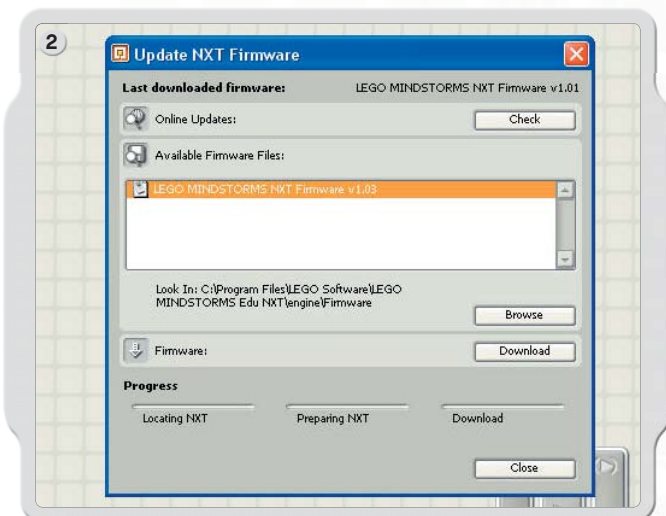 2
Update NXT Firmware
Last downloaded firmware: LEGO MINDSTORMS NXT Firmware v1.01
Online Updates: Check
Available Firmware Files:
LEGO MINDSTORMS NXT Firmware v1.03
Look In: C:\Program Files\LEGO Software\LEGO
MINDSTORMS Edu NXT\engine\Firmware
Browse
Firmware: Download
Progress
Locating NXT Preparing NXT Download
Close